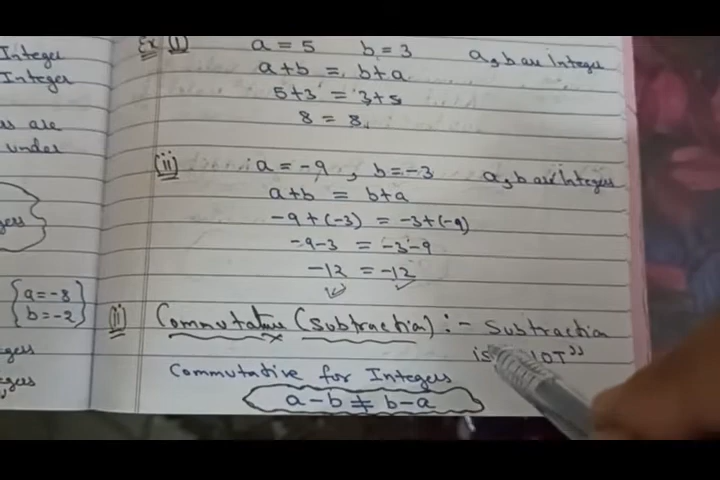 Integer
Integer
are
under
{a=-8
b=-2}
Ex (i) a = 5 b = 3 a, b are Integer
a+b = b+a
5+3 = 3+5
8 = 8
(ii) a = -9, b = -3 a, b are Integers
a+b = b+a
-9+(-3) = -3+(-9)
-9-3 = -3-9
-12 = -12
(ii) Commutative (Subtraction) :- Subtraction
is
Commutative for Integers
a-b ≠ b-a